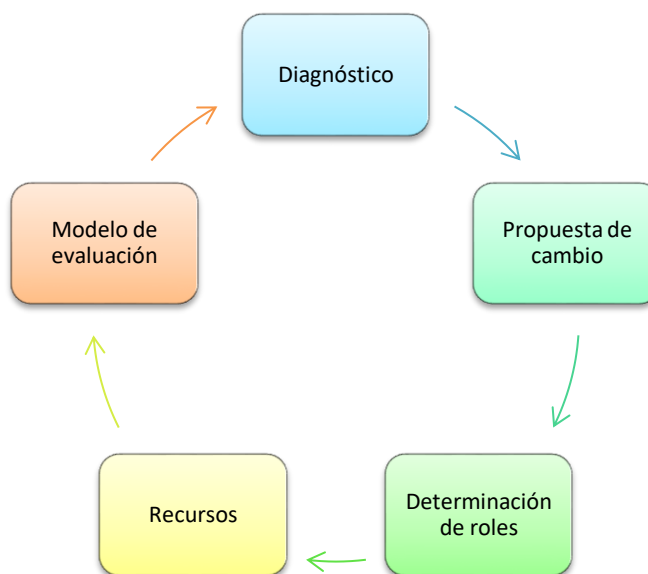 Diagnóstico
Propuesta de
cambio
Determinación
de roles
Recursos
Modelo de
evaluación